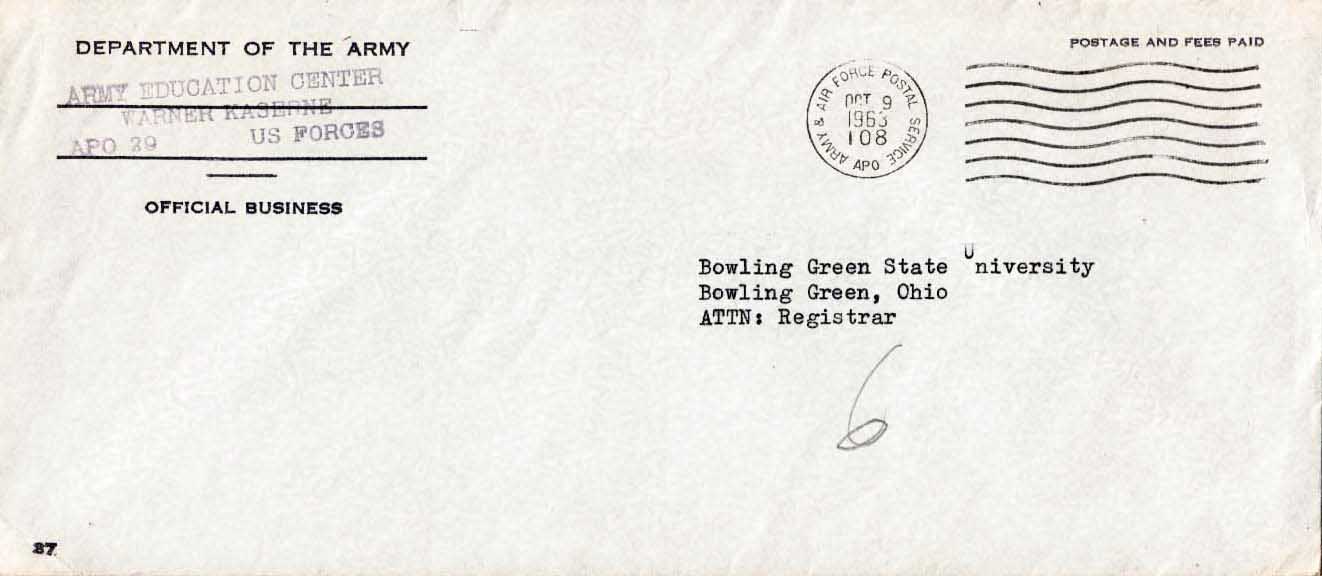 DEPARTMENT OF THE ARMY
ARMY EDUCATION CENTER
WARNER KASERNE
APO 29 US FORCES
OFFICIAL BUSINESS
POSTAGE AND FEES PAID
ARMY & AIR FORCE POSTAL SERVICE
OCT 9
1963
108
APO
Bowling Green State University
Bowling Green, Ohio
ATTN: Registrar
6
37